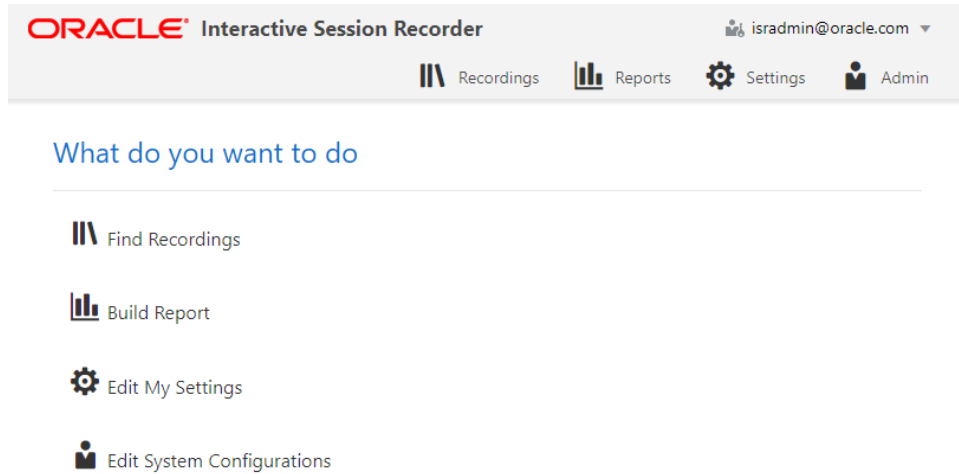 ORACLE Interactive Session Recorder isradmin@oracle.com
Recordings Reports Settings Admin
What do you want to do
Find Recordings
Build Report
Edit My Settings
Edit System Configurations